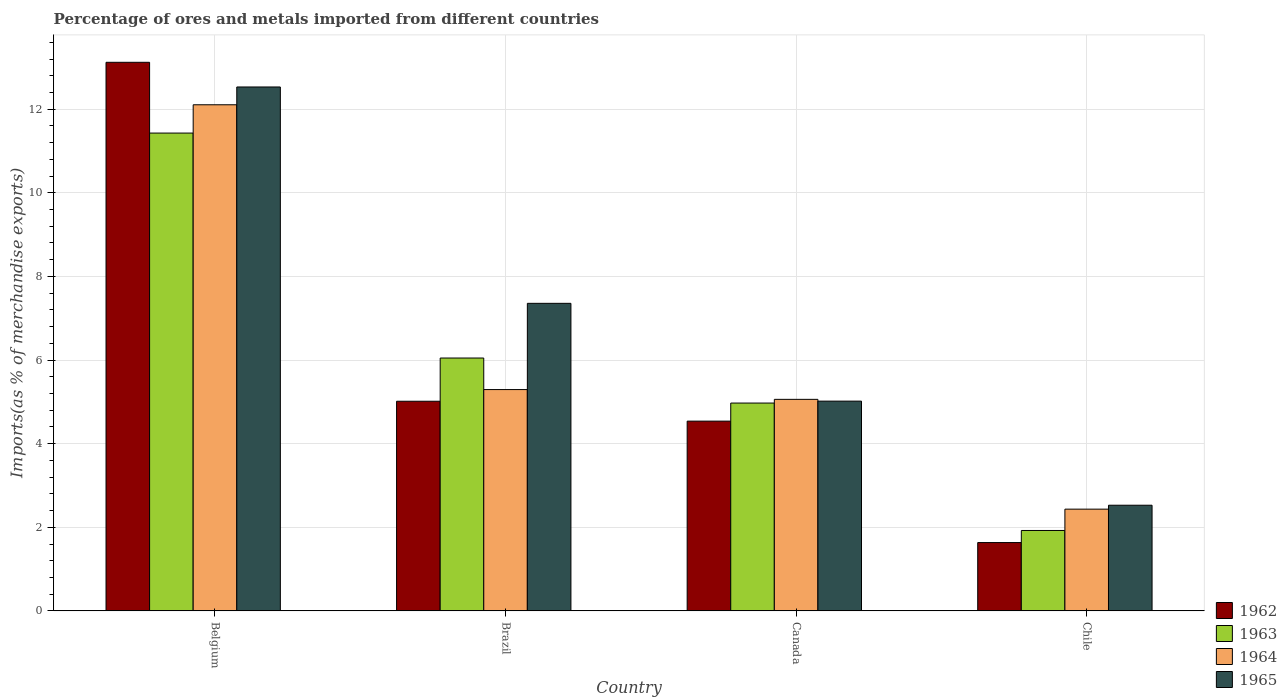 Percentage of ores and metals imported from different countries
Imports(as % of merchandise exports)
12
10
8
6
4
2
0
Belgium
Brazil
Canada
Chile
Country
1962
1963
1964
1965